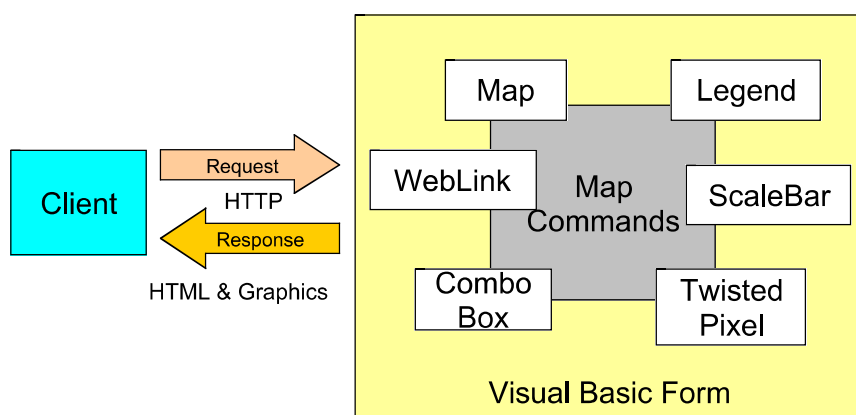 Client
Request
HTTP
Response
HTML & Graphics
Map
Legend
WebLink
Map
Commands
ScaleBar
Combo
Box
Twisted
Pixel
Visual Basic Form